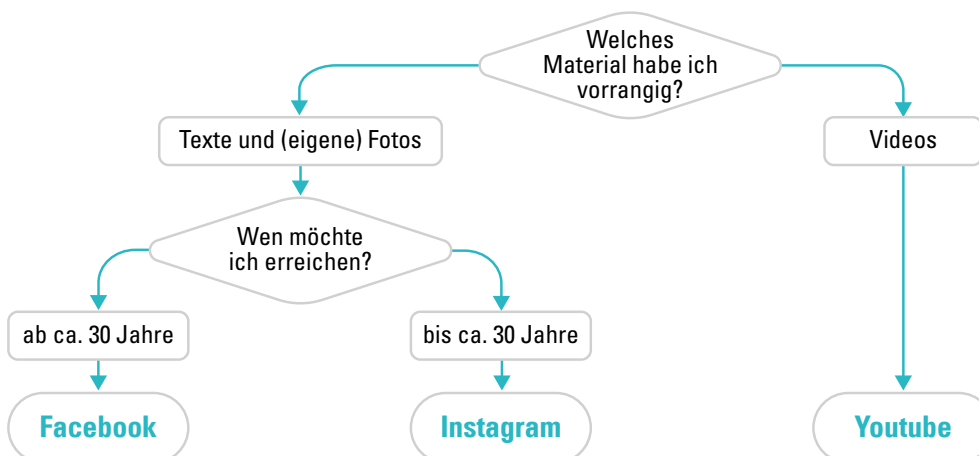 Welches
Material habe ich
vorrangig?
Texte und (eigene) Fotos
Videos
Wen möchte
ich erreichen?
ab ca. 30 Jahre
bis ca. 30 Jahre
Facebook
Instagram
Youtube